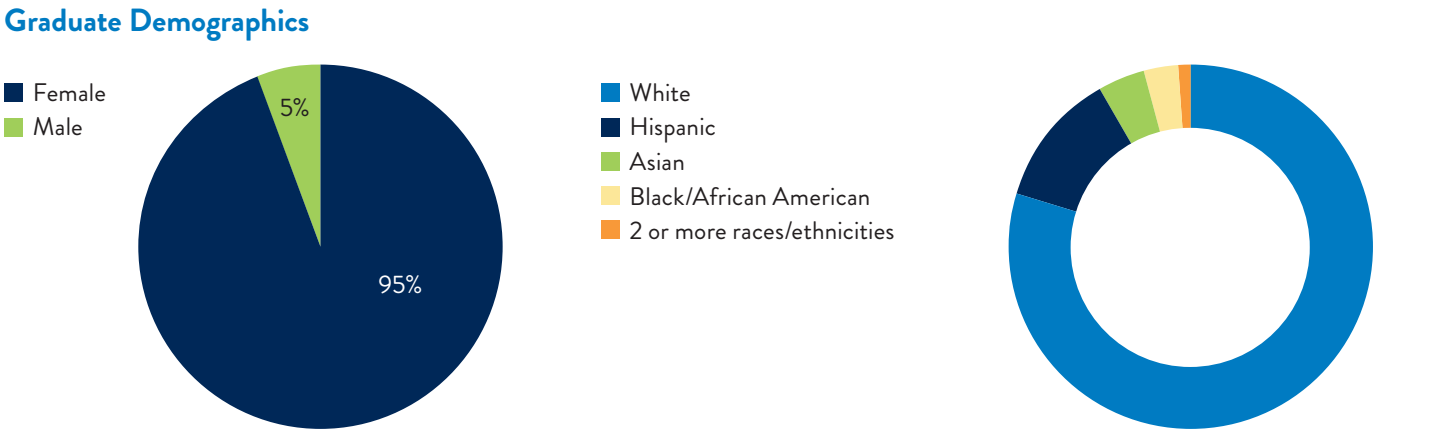 Graduate Demographics
Female
Male
5%
95%
White
Hispanic
Asian
Black/African American
2 or more races/ethnicities